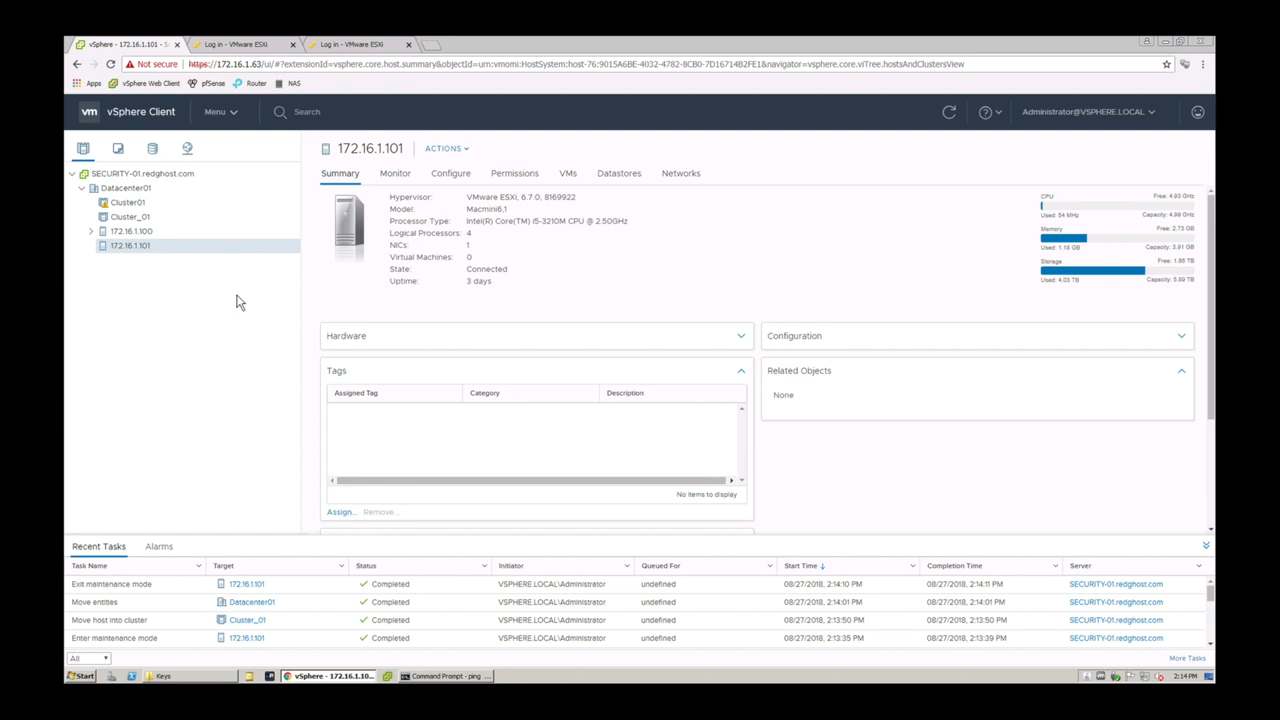 vSphere - 172.16.1.101 - S
Log in - VMware ESXi
Log in - VMware ESXi
Not secure https://172.16.1.63/ui/#?extensionId=vsphere.core.host.summary&objectId=urn:vmomi:HostSystem:host-76:9015A6BE-4032-4782-8CB0-7D16714B2FE1&navigator=vsphere.core.viTree.hostsAndClustersView
Apps vSphere Web Client pfSense Router NAS
vm vSphere Client Menu Search Administrator@VSPHERE.LOCAL
SECURITY-01.redghost.com
Datacenter01
Cluster01
Cluster_01
172.16.1.100
172.16.1.101
172.16.1.101 ACTIONS
Summary Monitor Configure Permissions VMs Datastores Networks
Hypervisor: VMware ESXi, 6.7.0, 8169922
Model: Macmini6,1
Processor Type: Intel(R) Core(TM) i5-3210M CPU @ 2.50GHz
Logical Processors: 4
NICs: 1
Virtual Machines: 0
State: Connected
Uptime: 3 days
CPU Free: 4.93 GHz
Used: 54 MHz Capacity: 4.99 GHz
Memory Free: 2.73 GB
Used: 1.18 GB Capacity: 3.91 GB
Storage Free: 1.86 TB
Used: 4.03 TB Capacity: 5.89 TB
Hardware
Configuration
Tags
Assigned Tag Category Description
No items to display
Assign... Remove...
Related Objects
None
Recent Tasks Alarms
Task Name Target Status Initiator Queued For Start Time ↓ Completion Time Server
Exit maintenance mode 172.16.1.101 Completed VSPHERE.LOCAL\Administrator undefined 08/27/2018, 2:14:10 PM 08/27/2018, 2:14:11 PM SECURITY-01.redghost.com
Move entities Datacenter01 Completed VSPHERE.LOCAL\Administrator undefined 08/27/2018, 2:14:01 PM 08/27/2018, 2:14:01 PM SECURITY-01.redghost.com
Move host into cluster Cluster_01 Completed VSPHERE.LOCAL\Administrator undefined 08/27/2018, 2:13:50 PM 08/27/2018, 2:13:50 PM SECURITY-01.redghost.com
Enter maintenance mode 172.16.1.101 Completed VSPHERE.LOCAL\Administrator undefined 08/27/2018, 2:13:35 PM 08/27/2018, 2:13:39 PM SECURITY-01.redghost.com
All More Tasks
Start Keys vSphere - 172.16.1.10... Command Prompt - ping ... 2:14 PM